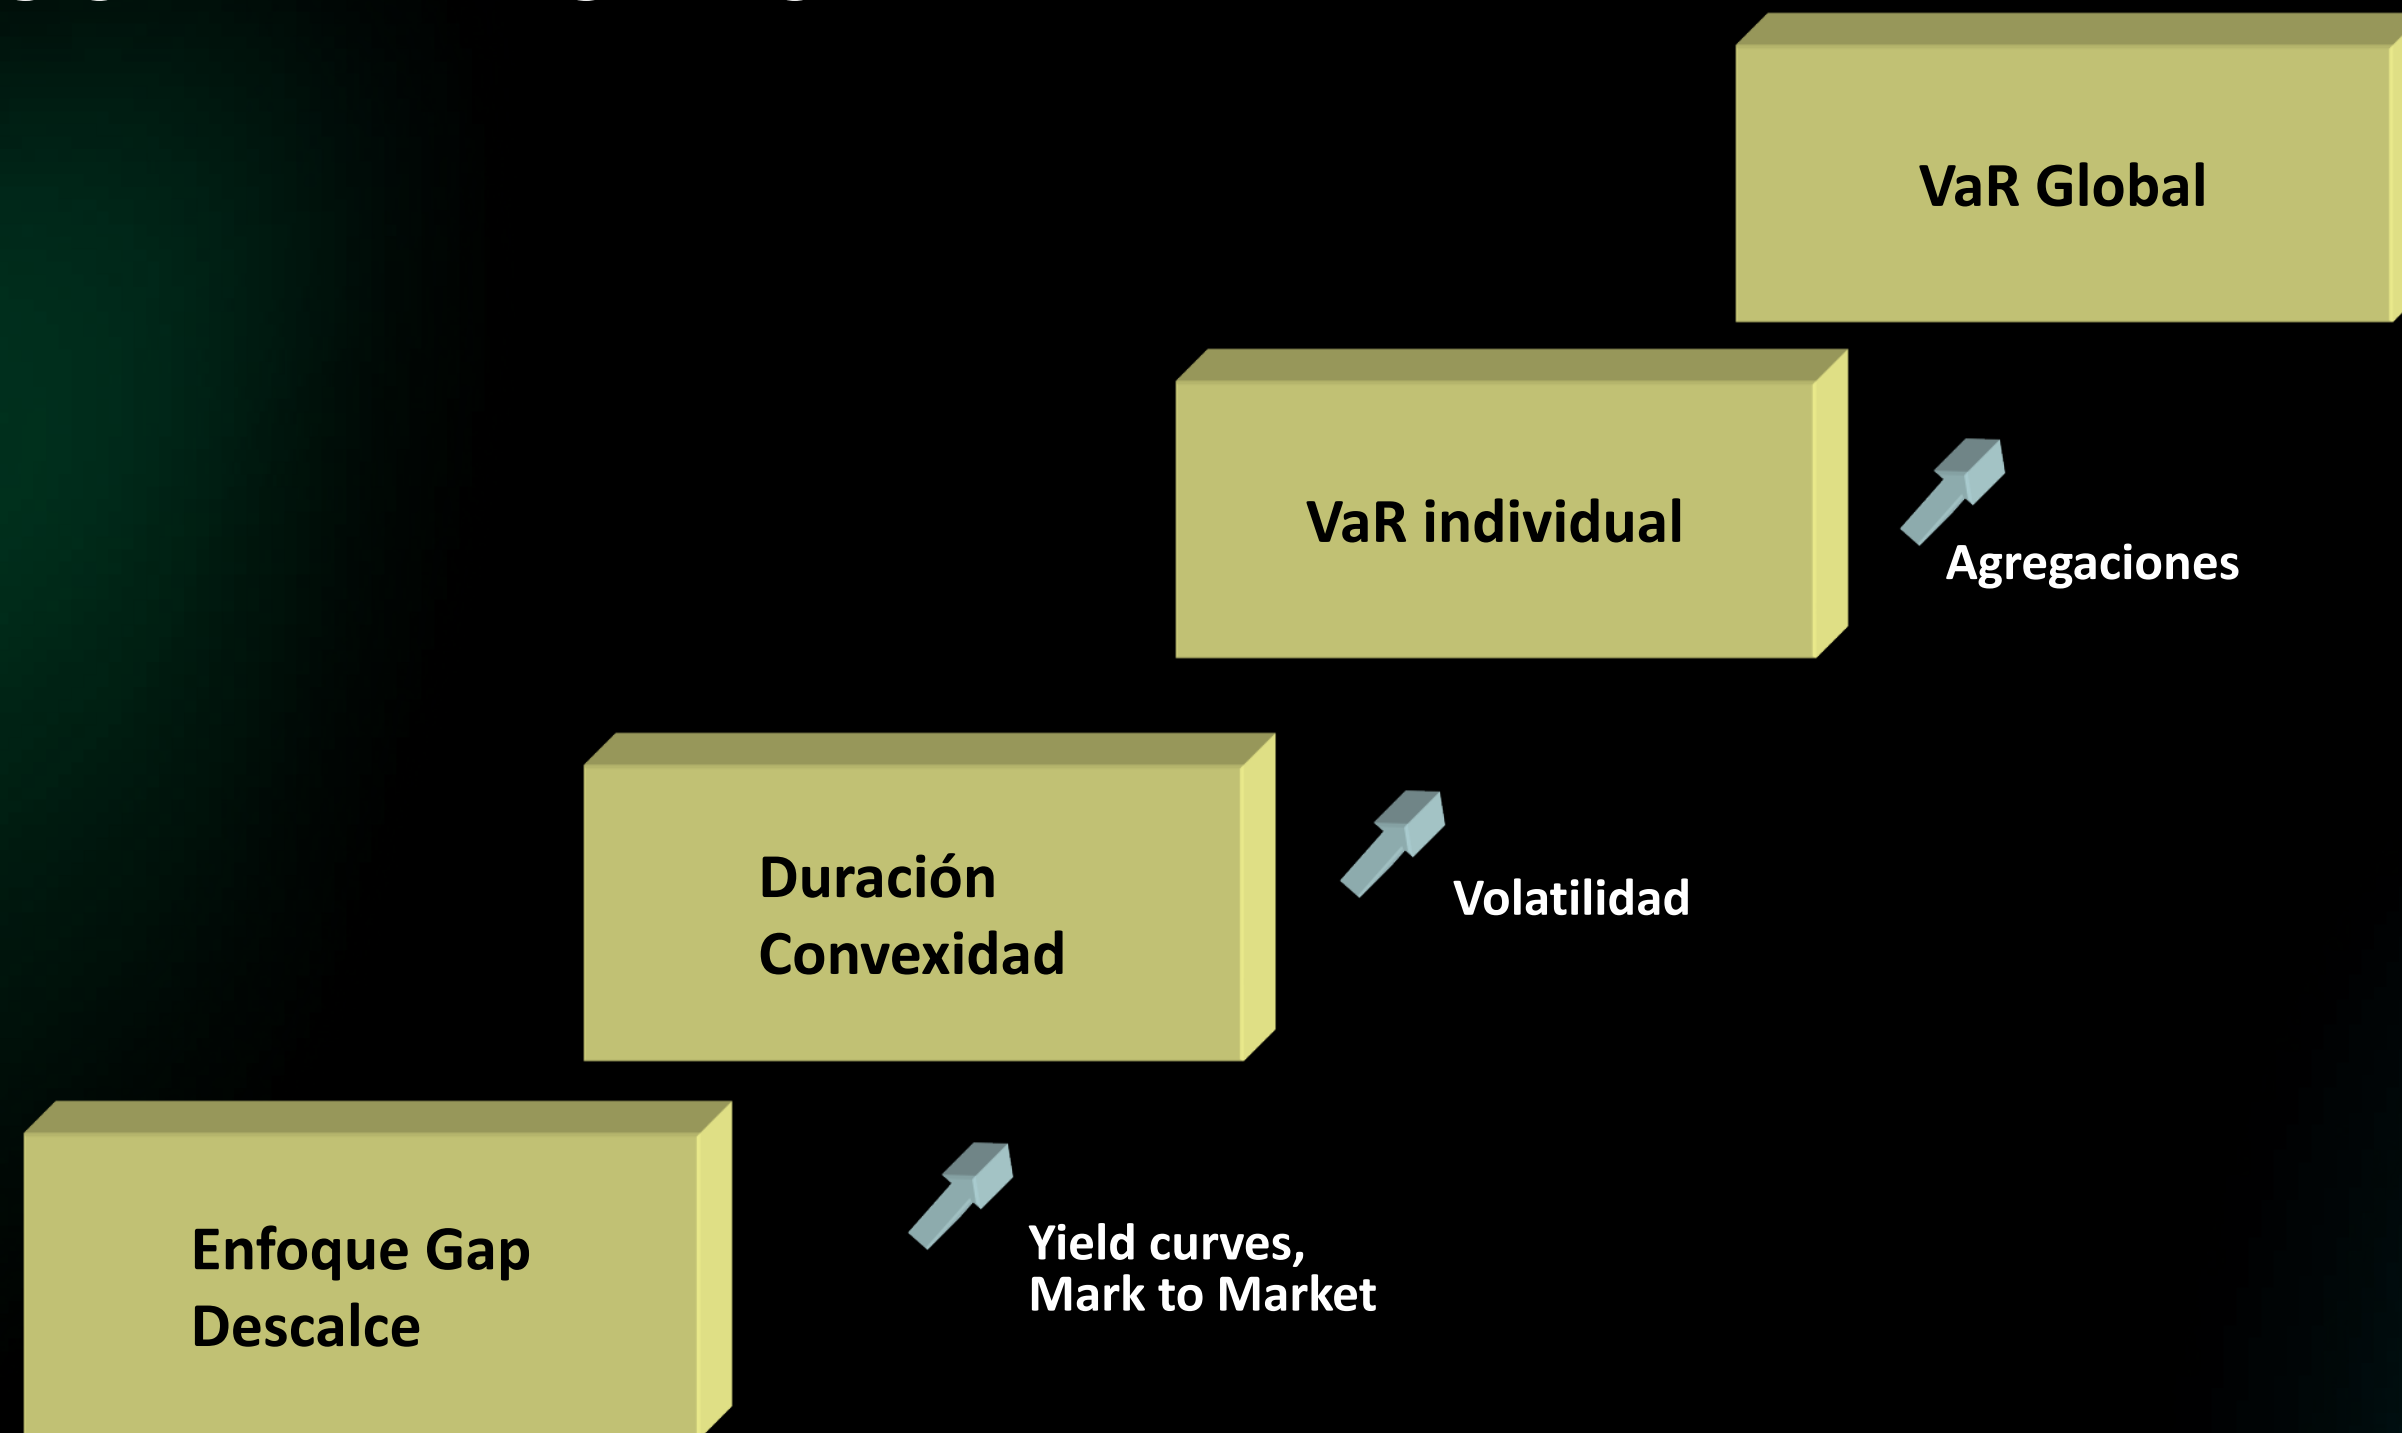 VaR Global
VaR individual
Agregaciones
Duración
Convexidad
Volatilidad
Enfoque Gap
Descalce
Yield curves,
Mark to Market